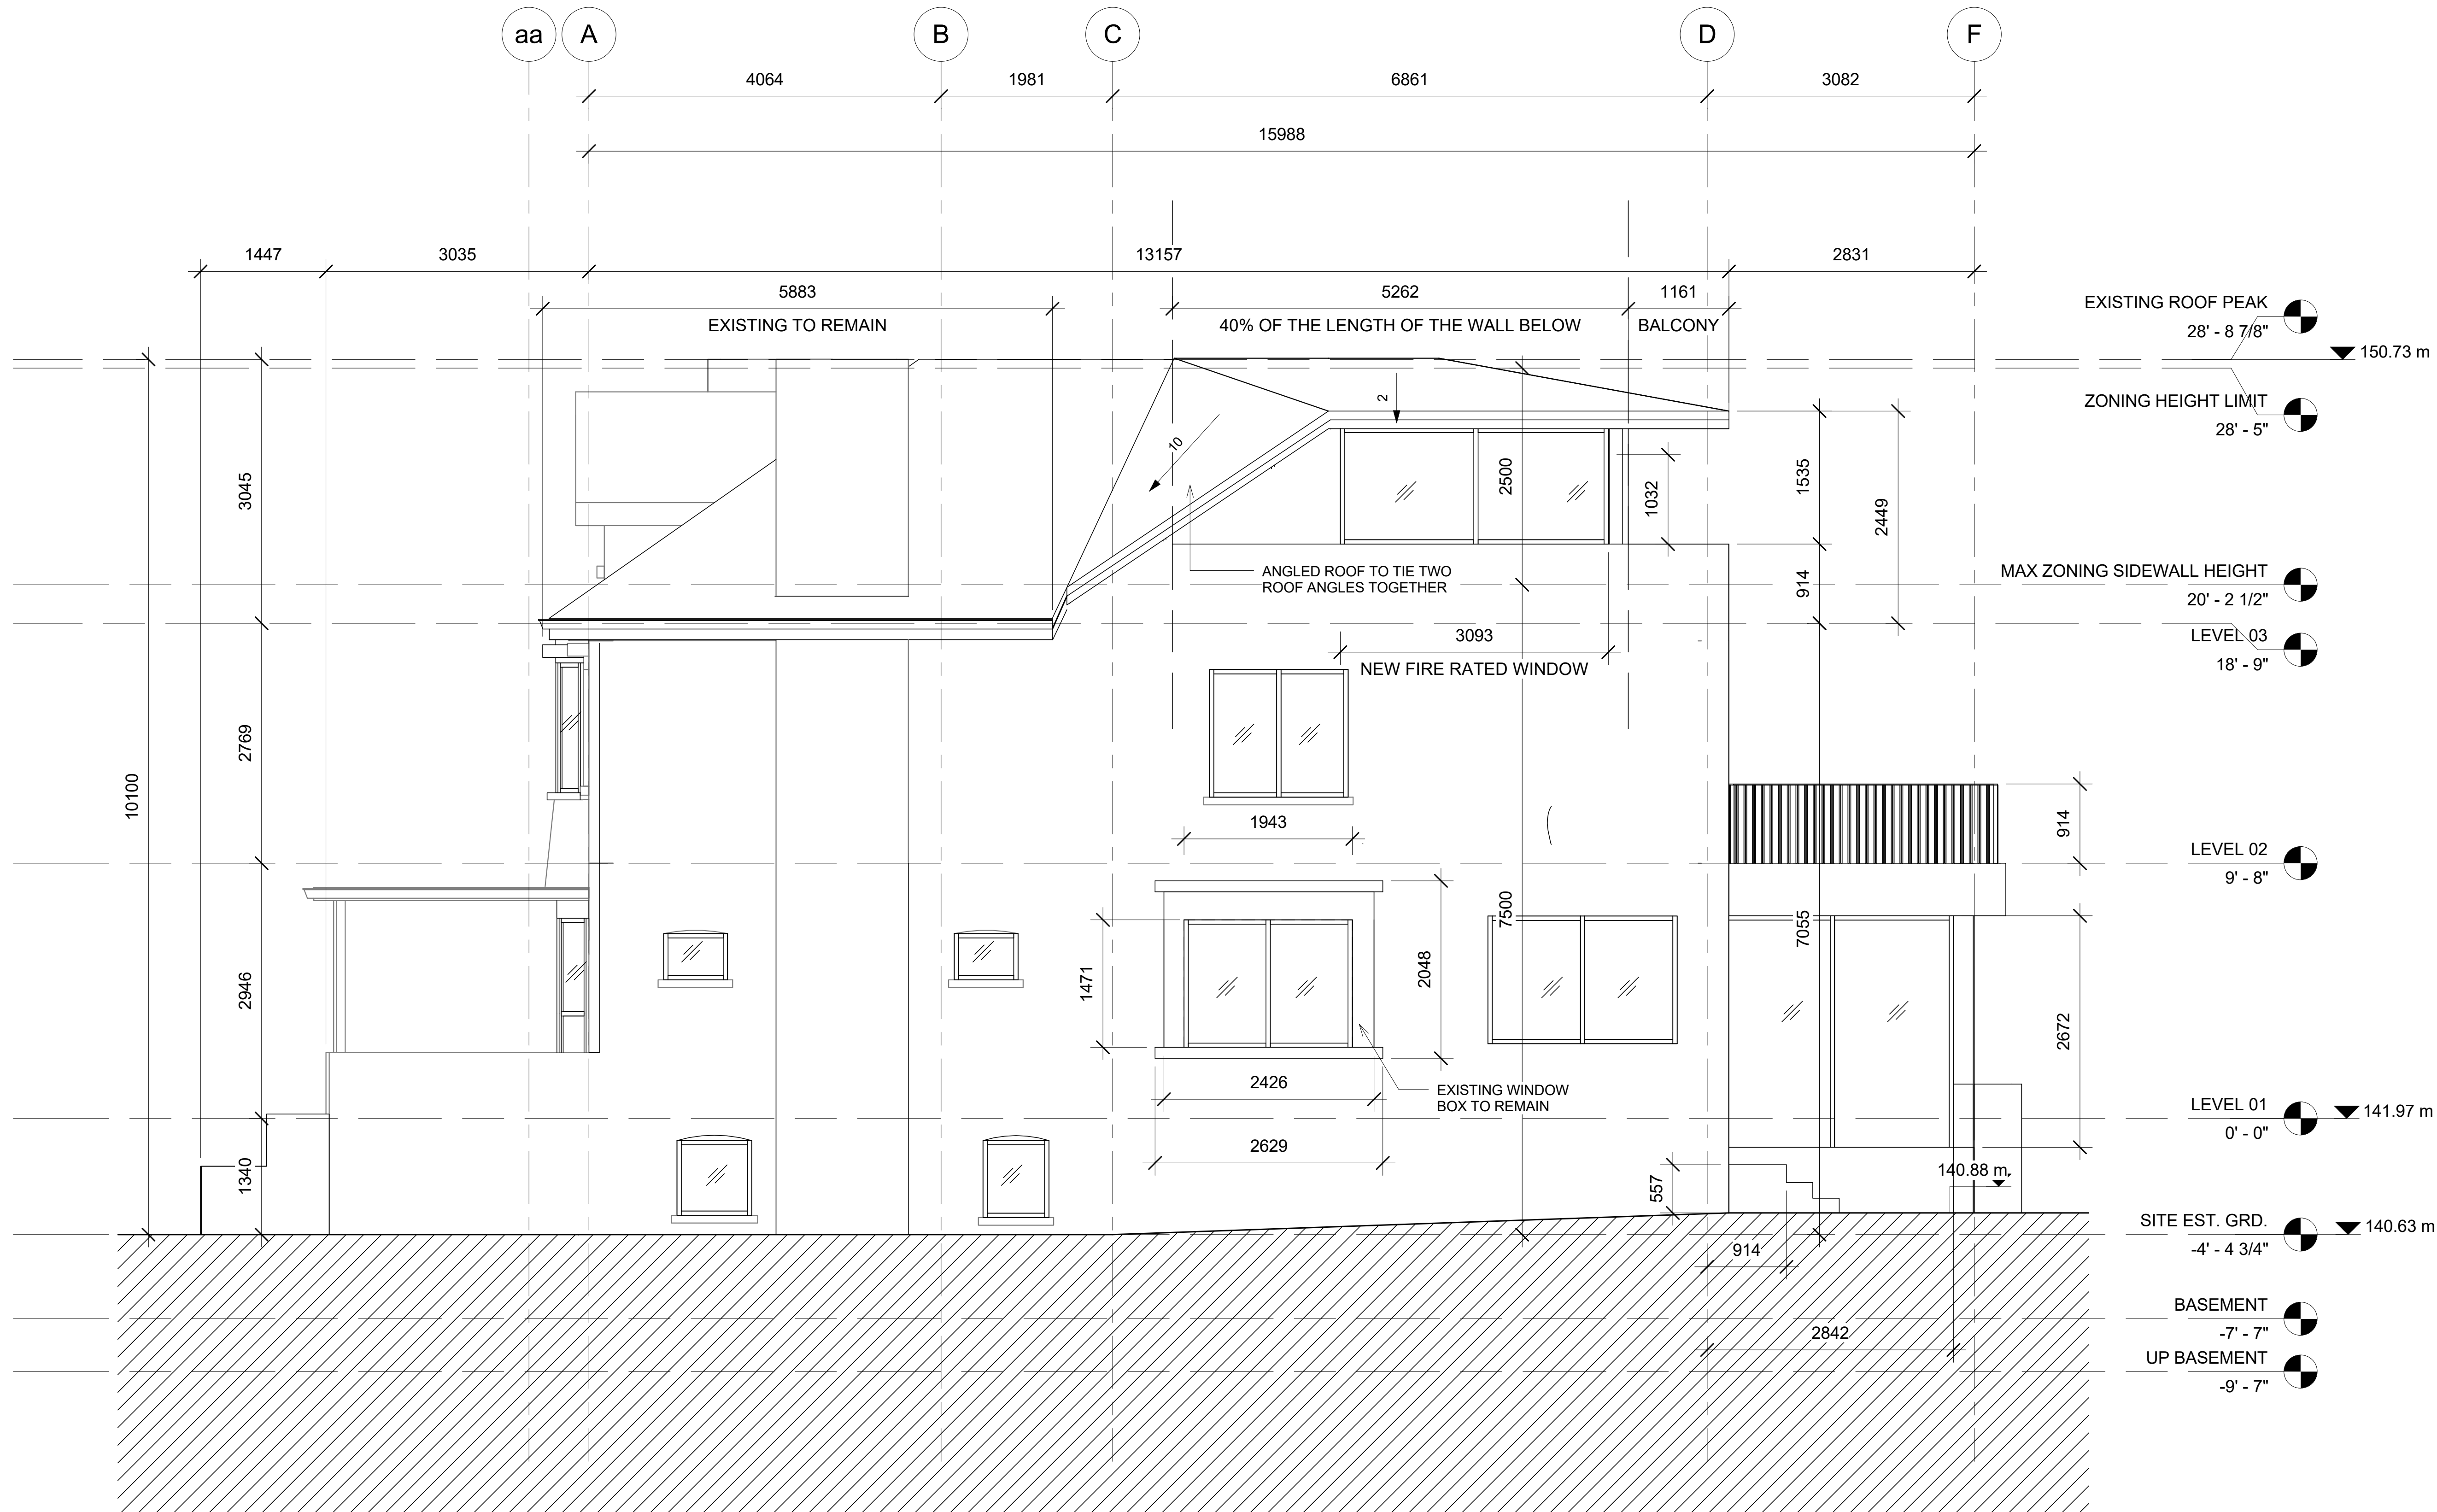 aa A B C D F
4064 1981 6861 3082
15988
1447 3035 13157 2831
5883 5262 1161
EXISTING TO REMAIN 40% OF THE LENGTH OF THE WALL BELOW BALCONY
EXISTING ROOF PEAK
28' - 8 7/8"
150.73 m
ZONING HEIGHT LIMIT
28' - 5"
2
10
3045
2500
1032
1535
2449
914
ANGLED ROOF TO TIE TWO
ROOF ANGLES TOGETHER
MAX ZONING SIDEWALL HEIGHT
20' - 2 1/2"
3093
NEW FIRE RATED WINDOW
LEVEL 03
18' - 9"
2769
10100
1943
914
LEVEL 02
9' - 8"
7500
7055
2946
1471
2048
2672
2426
EXISTING WINDOW
BOX TO REMAIN
2629
LEVEL 01
0' - 0"
141.97 m
1340
557
140.88 m
SITE EST. GRD.
-4' - 4 3/4"
140.63 m
914
BASEMENT
-7' - 7"
2842
UP BASEMENT
-9' - 7"